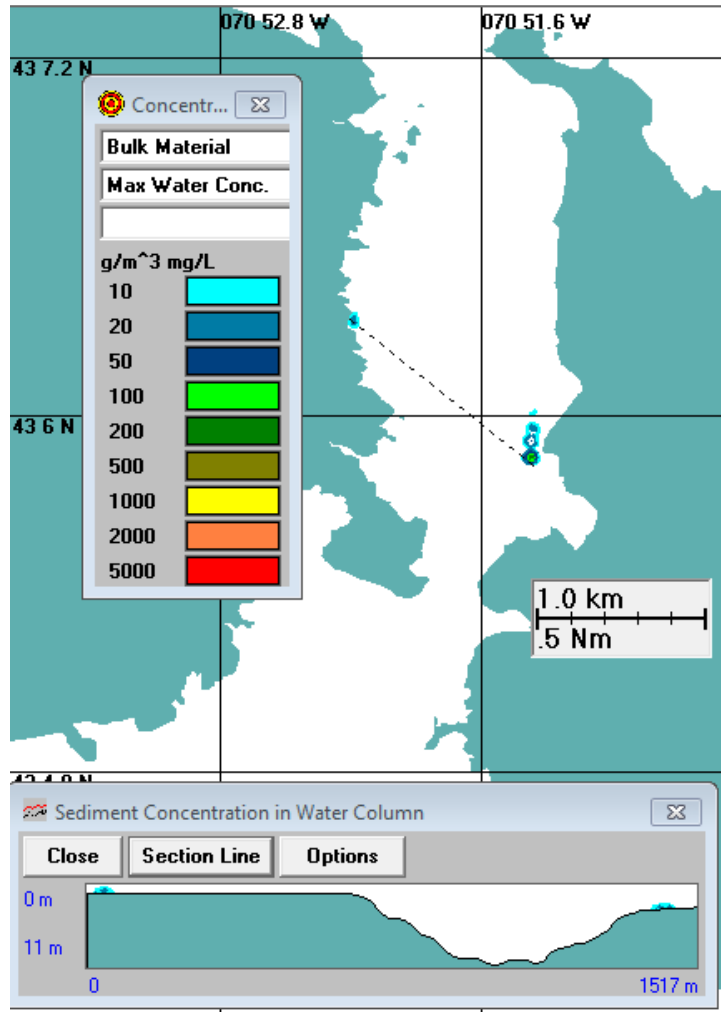 070 52.8 W
070 51.6 W
43 7.2 N
Concentr...
Bulk Material
Max Water Conc.
g/m^3 mg/L
10
20
50
100
200
500
1000
2000
5000
43 6 N
1.0 km
.5 Nm
Sediment Concentration in Water Column
Close
Section Line
Options
0 m
11 m
0
1517 m